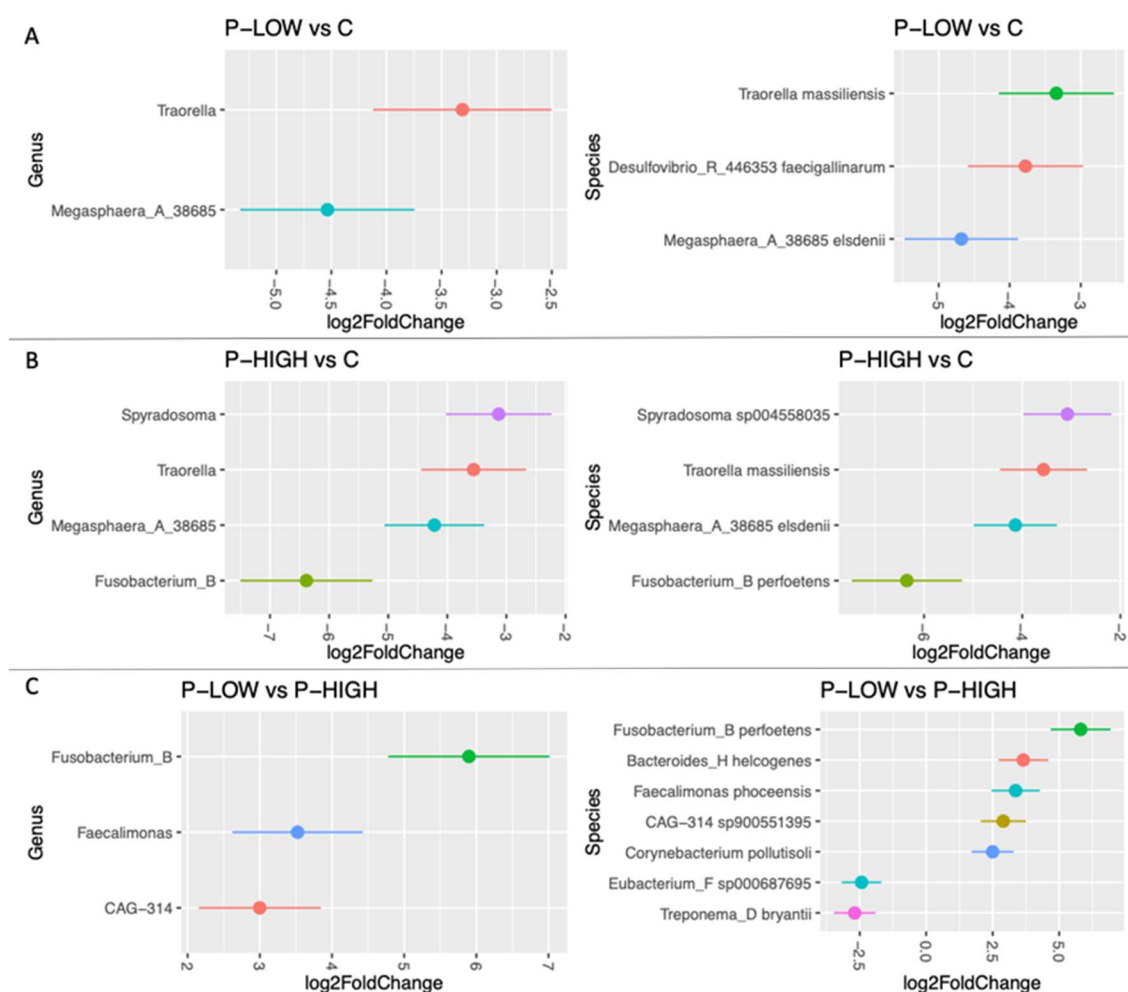 A
P-LOW vs C
Genus
Traorella
Megasphaera_A_38685
-5.0
-4.5
-4.0
-3.5
-3.0
-2.5
log2FoldChange
P-LOW vs C
Species
Traorella massiliensis
Desulfovibrio_R_446353 faecigallinarum
Megasphaera_A_38685 elsdenii
-5
-4
-3
log2FoldChange
B
P-HIGH vs C
Genus
Spyradosoma
Traorella
Megasphaera_A_38685
Fusobacterium_B
-7
-6
-5
-4
-3
-2
log2FoldChange
P-HIGH vs C
Species
Spyradosoma sp004558035
Traorella massiliensis
Megasphaera_A_38685 elsdenii
Fusobacterium_B perfoetens
-6
-4
-2
log2FoldChange
C
P-LOW vs P-HIGH
Genus
Fusobacterium_B
Faecalimonas
CAG-314
2
3
4
5
6
7
log2FoldChange
P-LOW vs P-HIGH
Species
Fusobacterium_B perfoetens
Bacteroides_H helcogenes
Faecalimonas phoceensis
CAG-314 sp900551395
Corynebacterium pollutisoli
Eubacterium_F sp000687695
Treponema_D bryantii
-2.5
0.0
2.5
5.0
log2FoldChange